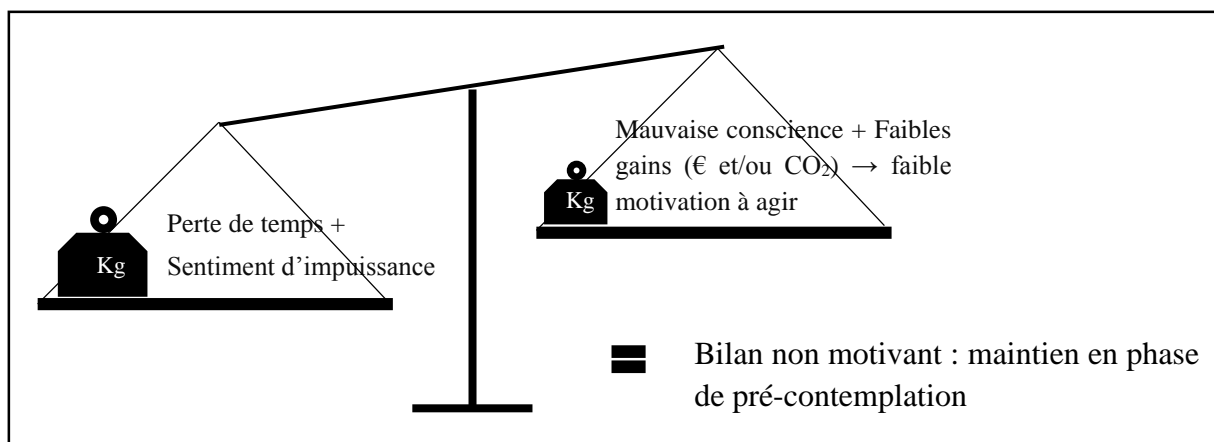 Mauvaise conscience + Faibles
gains (€ et/ou CO₂) → faible
motivation à agir
Kg
Perte de temps +
Sentiment d’impuissance
Kg
Bilan non motivant : maintien en phase
de pré-contemplation